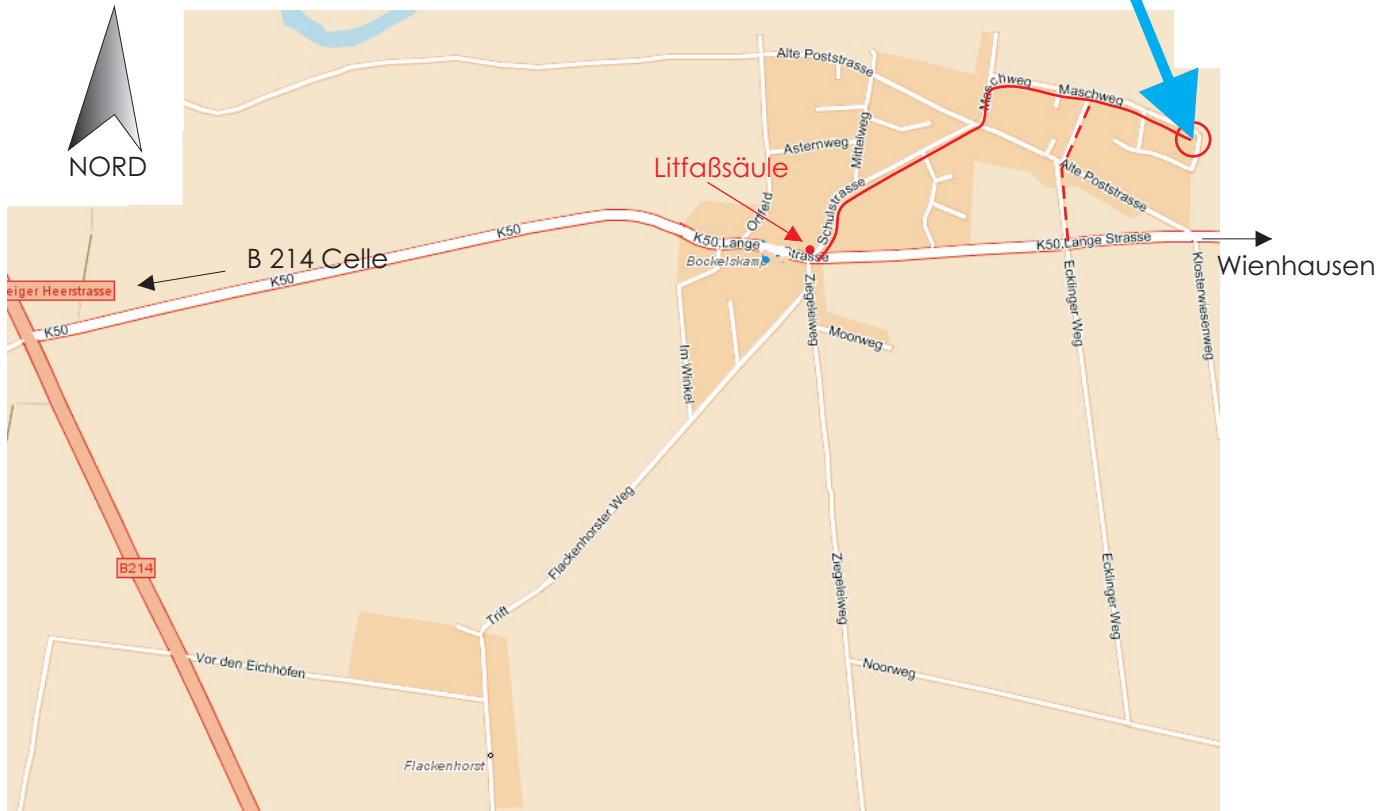 NORD
Alte Poststrasse
Maschweg
Maschweg
Mittelweg
Asternweg
Litfaßsäule
Schulstrasse
Alte Poststrasse
Ortfeld
K50
K50,Lange
Strasse
K50,Lange Strasse
Bockelskamp
B 214 Celle
K50
Wienhausen
eiger Heerstrasse
K50
Ziegeleiweg
Moorweg
Ecklinger Weg
Klosterwiesenweg
Im Winkel
Flackenhorster Weg
B214
Ziegeleiweg
Ecklinger Weg
Trift
Vor den Eichhöfen
Noorweg
Flackenhorst